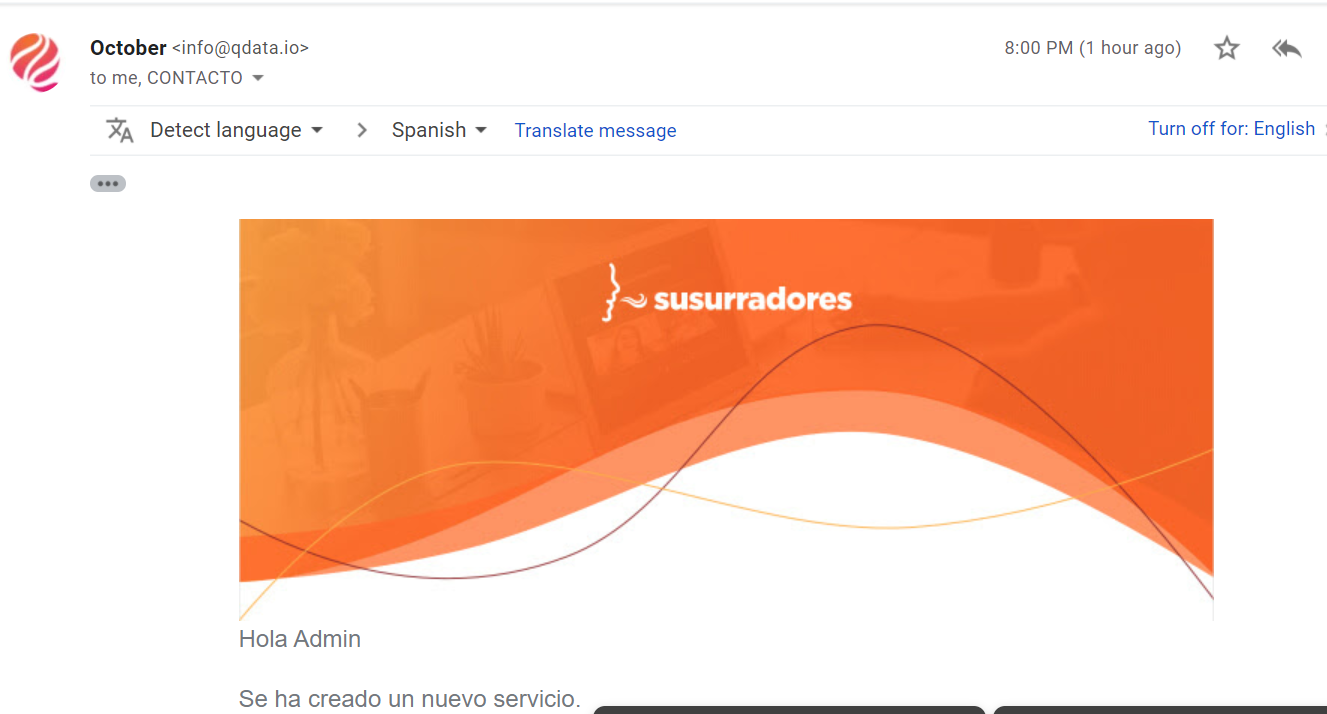 October <info@qdata.io>
8:00 PM (1 hour ago)
to me, CONTACTO
Detect language
Spanish
Translate message
Turn off for: English
susurradores
Hola Admin
Se ha creado un nuevo servicio.